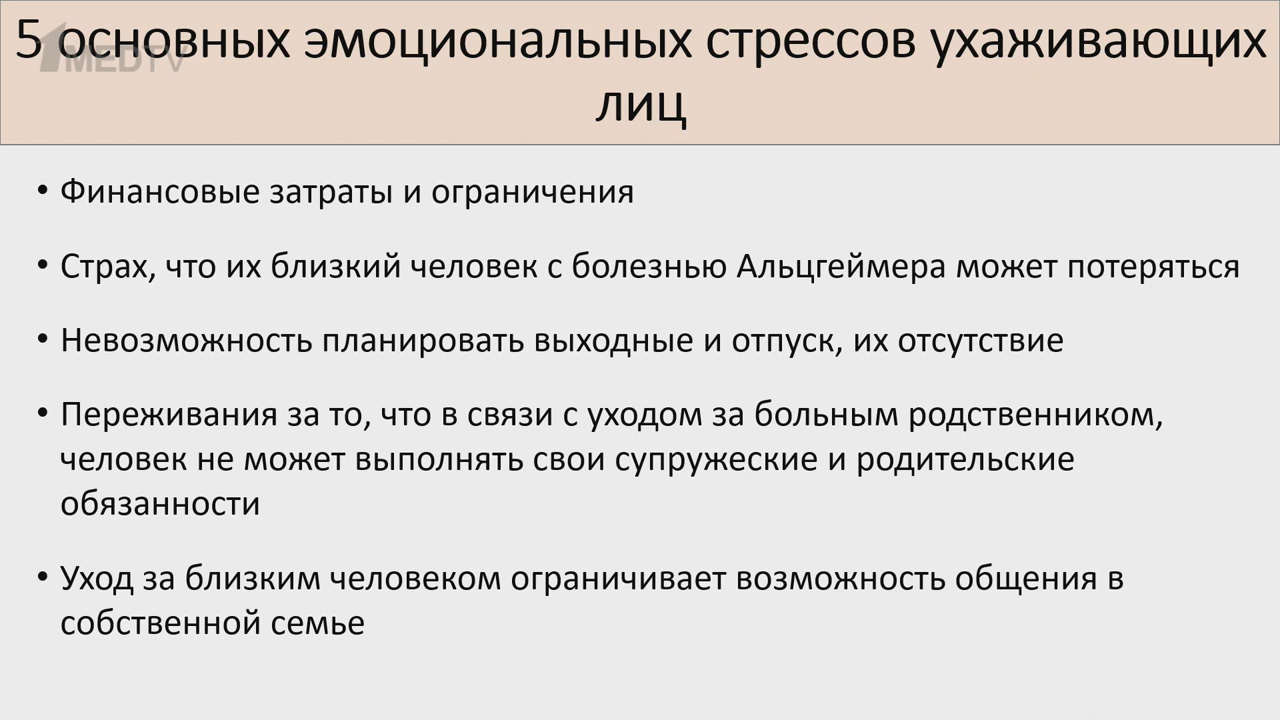 5 основных эмоциональных стрессов ухаживающих
лиц
1MEDTV
• Финансовые затраты и ограничения
• Страх, что их близкий человек с болезнью Альцгеймера может потеряться
• Невозможность планировать выходные и отпуск, их отсутствие
• Переживания за то, что в связи с уходом за больным родственником,
человек не может выполнять свои супружеские и родительские
обязанности
• Уход за близким человеком ограничивает возможность общения в
собственной семье